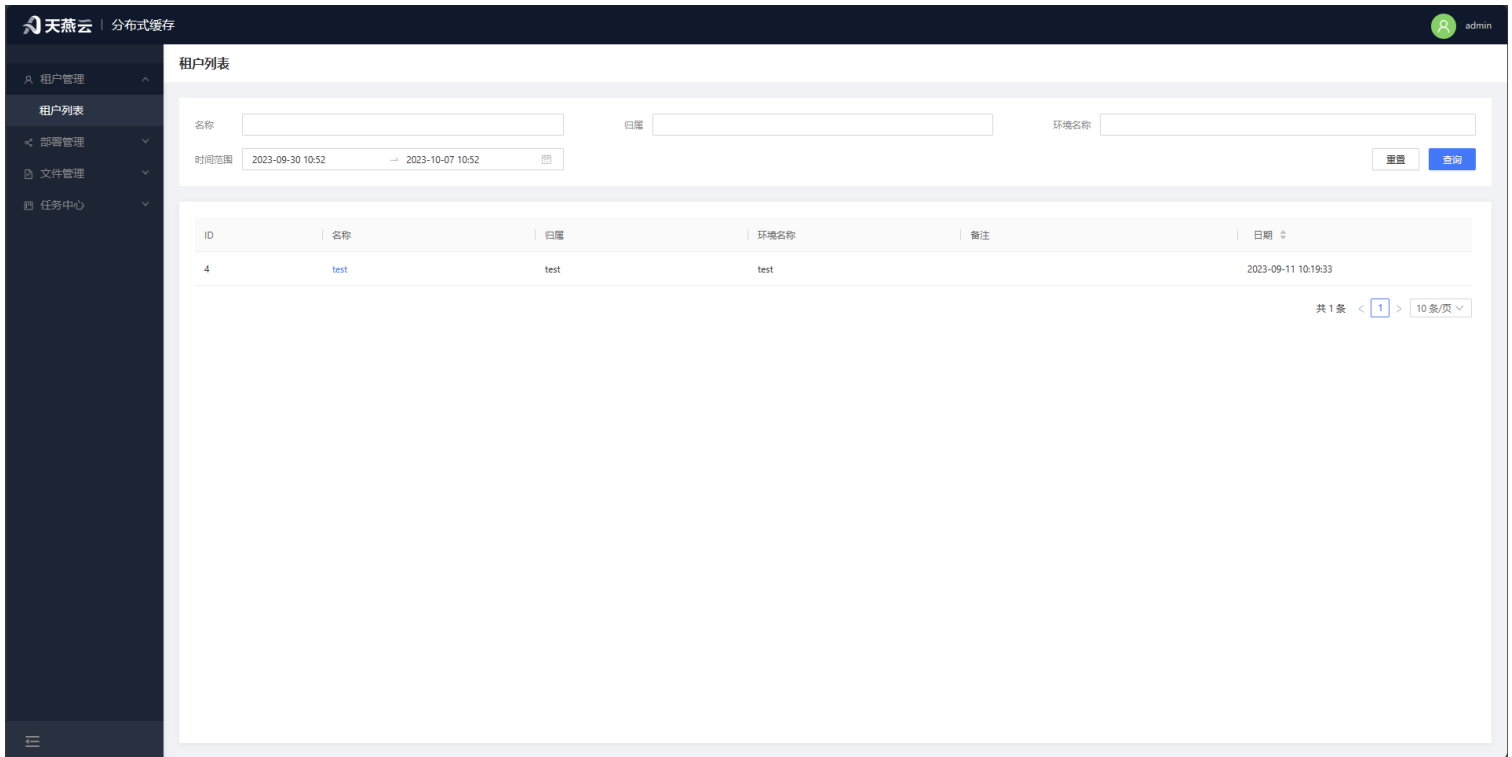 天燕云 | 分布式缓存
admin
租户管理
租户列表
部署管理
文件管理
任务中心
租户列表
名称
归属
环境名称
时间范围 2023-09-30 10:52 → 2023-10-07 10:52
重置 查询
ID 名称 归属 环境名称 备注 日期
4 test test test 2023-09-11 10:19:33
共 1 条 < 1 > 10 条/页